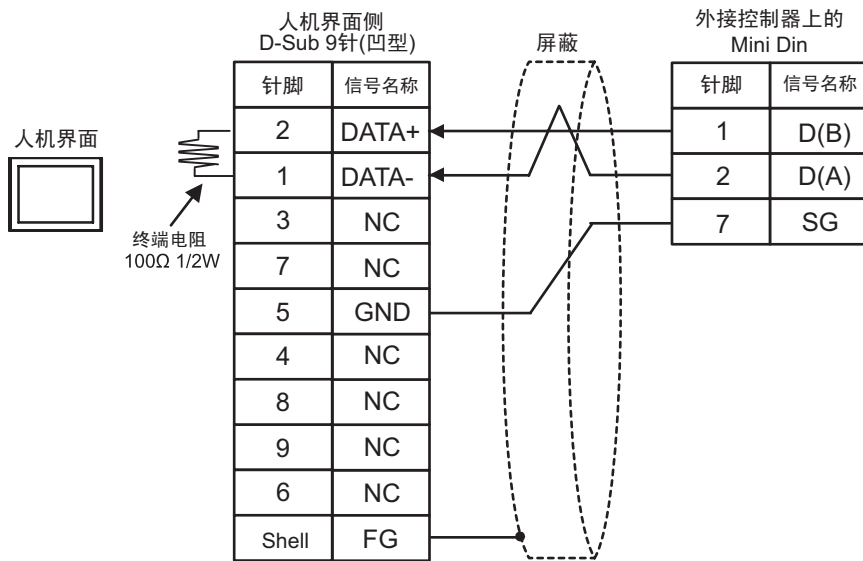 人机界面侧
D-Sub 9针(凹型)
屏蔽
外接控制器上的
Mini Din
人机界面
终端电阻
100Ω 1/2W
针脚 信号名称
2 DATA+
1 DATA-
3 NC
7 NC
5 GND
4 NC
8 NC
9 NC
6 NC
Shell FG
针脚 信号名称
1 D(B)
2 D(A)
7 SG